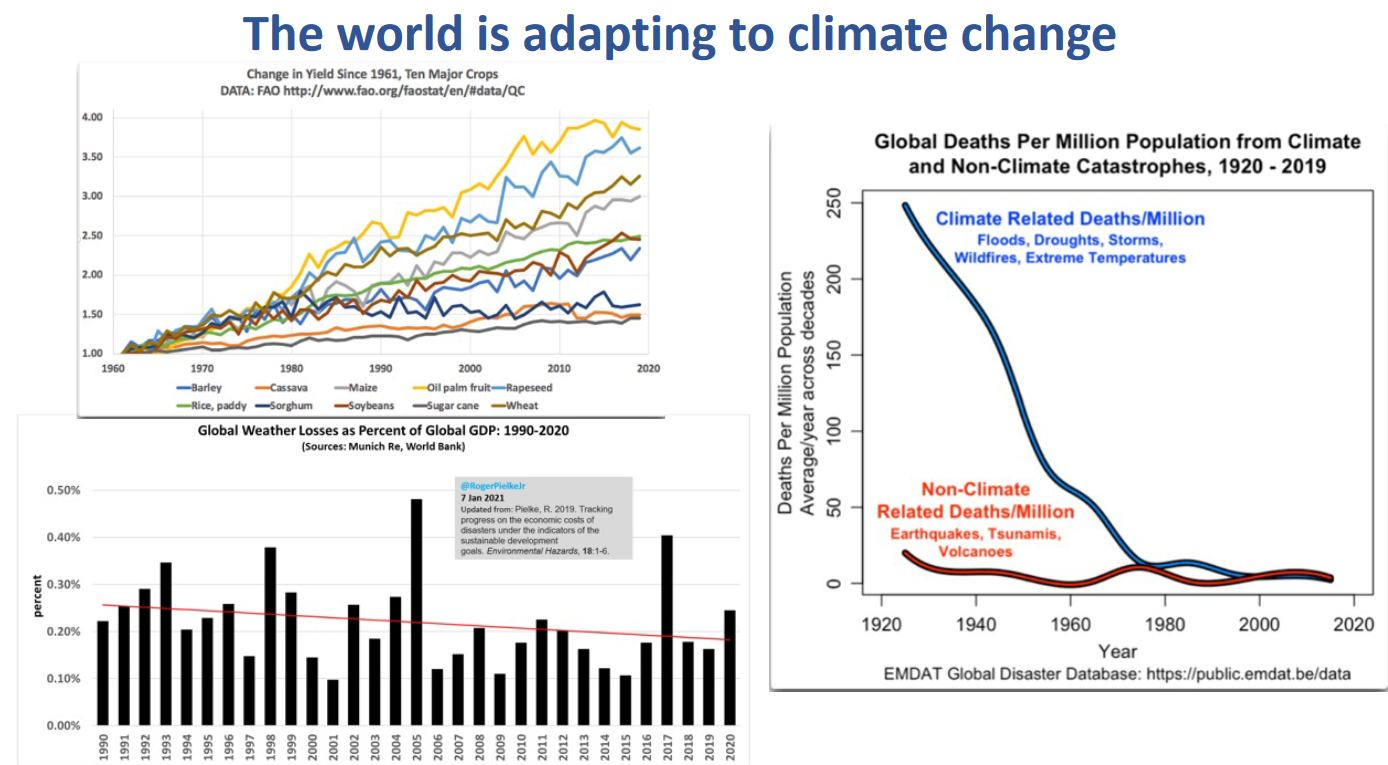 The world is adapting to climate change
Change in Yield Since 1961, Ten Major Crops
DATA: FAO http://www.fao.org/faostat/en/#data/QC
4.00
3.50
3.00
2.50
2.00
1.50
1.00
1960 1970 1980 1990 2000 2010 2020
Barley Cassava Maize Oil palm fruit Rapeseed
Rice, paddy Sorghum Soybeans Sugar cane Wheat
Global Weather Losses as Percent of Global GDP: 1990-2020
(Sources: Munich Re, World Bank)
@RogerPielkeJr
7 Jan 2021
Updated from: Pielke, R. 2019. Tracking
progress on the economic costs of
disasters under the indicators of the
sustainable development
goals. Environmental Hazards, 18:1-6.
percent
0.50%
0.40%
0.30%
0.20%
0.10%
0.00%
1990 1991 1992 1993 1994 1995 1996 1997 1998 1999 2000 2001 2002 2003 2004 2005 2006 2007 2008 2009 2010 2011 2012 2013 2014 2015 2016 2017 2018 2019 2020
Global Deaths Per Million Population from Climate
and Non-Climate Catastrophes, 1920 - 2019
Deaths Per Million Population
Average/year across decades
250
200
150
100
50
0
Climate Related Deaths/Million
Floods, Droughts, Storms,
Wildfires, Extreme Temperatures
Non-Climate
Related Deaths/Million
Earthquakes, Tsunamis,
Volcanoes
1920 1940 1960 1980 2000 2020
Year
EMDAT Global Disaster Database: https://public.emdat.be/data